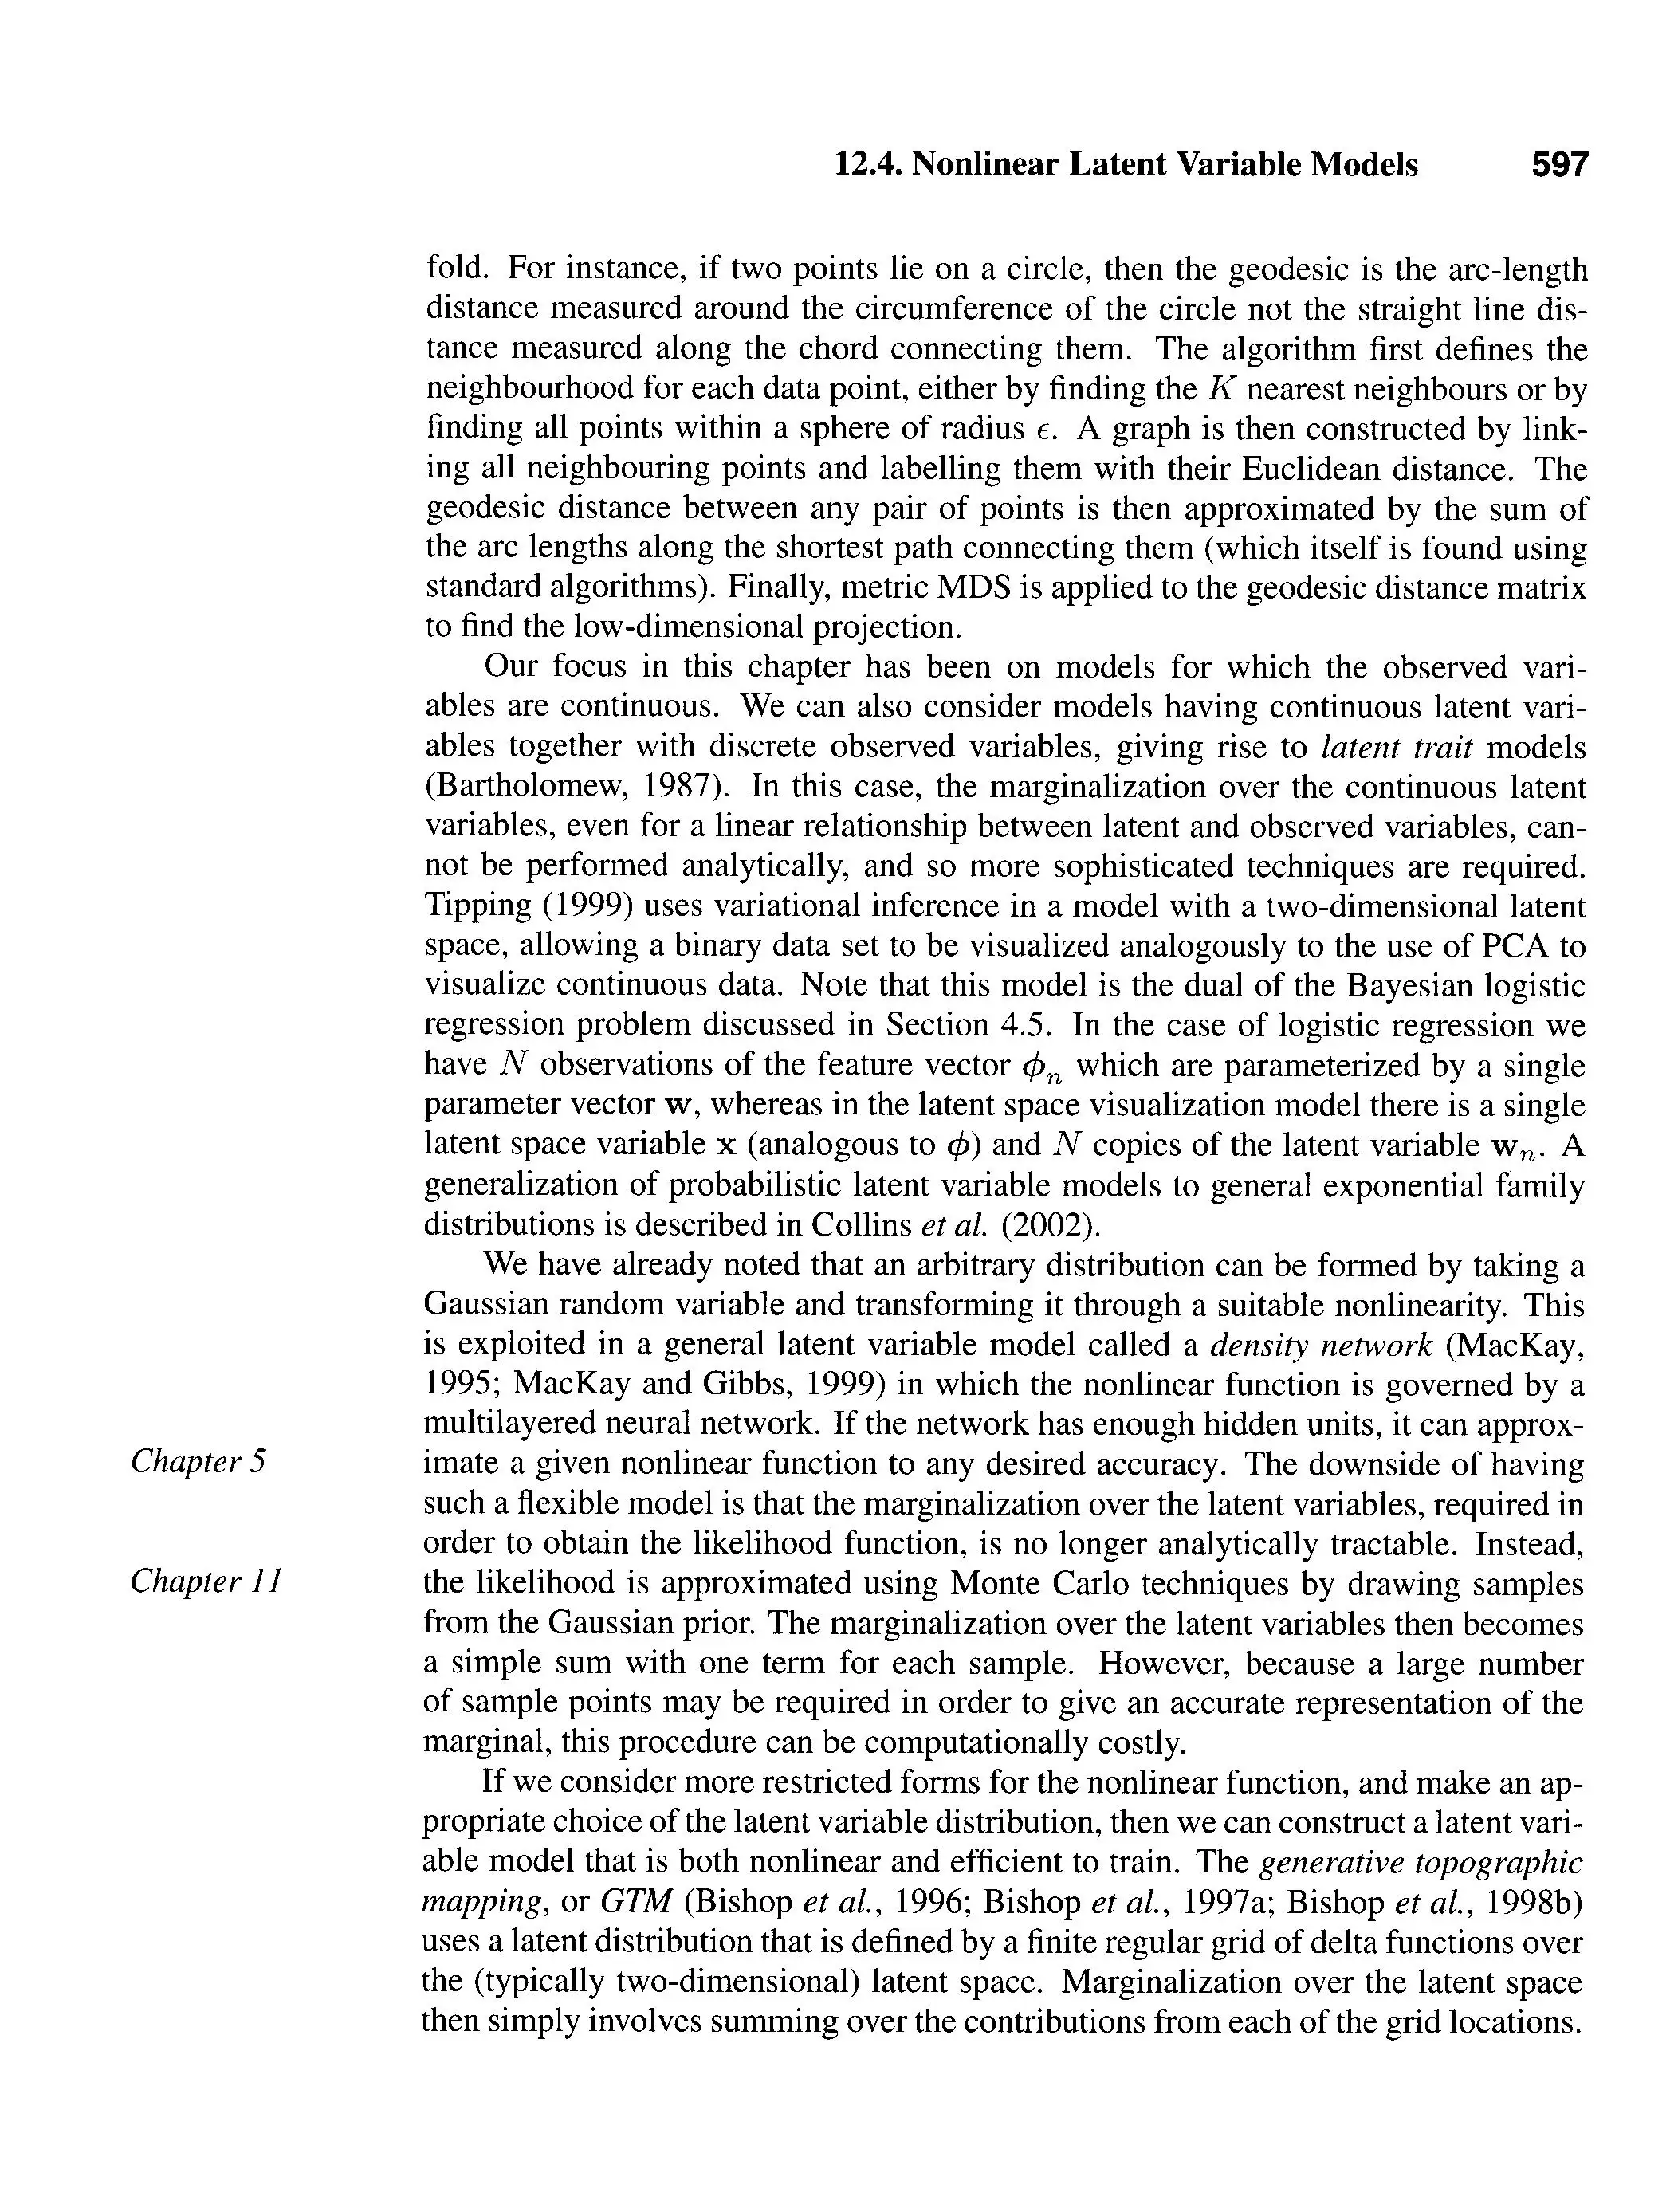 12.4. Nonlinear Latent Variable Models 597
fold. For instance, if two points lie on a circle, then the geodesic is the arc-length
distance measured around the circumference of the circle not the straight line dis-
tance measured along the chord connecting them. The algorithm first defines the
neighbourhood for each data point, either by finding the K nearest neighbours or by
finding all points within a sphere of radius ϵ. A graph is then constructed by link-
ing all neighbouring points and labelling them with their Euclidean distance. The
geodesic distance between any pair of points is then approximated by the sum of
the arc lengths along the shortest path connecting them (which itself is found using
standard algorithms). Finally, metric MDS is applied to the geodesic distance matrix
to find the low-dimensional projection.
Our focus in this chapter has been on models for which the observed vari-
ables are continuous. We can also consider models having continuous latent vari-
ables together with discrete observed variables, giving rise to latent trait models
(Bartholomew, 1987). In this case, the marginalization over the continuous latent
variables, even for a linear relationship between latent and observed variables, can-
not be performed analytically, and so more sophisticated techniques are required.
Tipping (1999) uses variational inference in a model with a two-dimensional latent
space, allowing a binary data set to be visualized analogously to the use of PCA to
visualize continuous data. Note that this model is the dual of the Bayesian logistic
regression problem discussed in Section 4.5. In the case of logistic regression we
have N observations of the feature vector ϕₙ which are parameterized by a single
parameter vector w, whereas in the latent space visualization model there is a single
latent space variable x (analogous to ϕ) and N copies of the latent variable wₙ. A
generalization of probabilistic latent variable models to general exponential family
distributions is described in Collins et al. (2002).
We have already noted that an arbitrary distribution can be formed by taking a
Gaussian random variable and transforming it through a suitable nonlinearity. This
is exploited in a general latent variable model called a density network (MacKay,
1995; MacKay and Gibbs, 1999) in which the nonlinear function is governed by a
multilayered neural network. If the network has enough hidden units, it can approx-
Chapter 5 imate a given nonlinear function to any desired accuracy. The downside of having
such a flexible model is that the marginalization over the latent variables, required in
order to obtain the likelihood function, is no longer analytically tractable. Instead,
Chapter 11 the likelihood is approximated using Monte Carlo techniques by drawing samples
from the Gaussian prior. The marginalization over the latent variables then becomes
a simple sum with one term for each sample. However, because a large number
of sample points may be required in order to give an accurate representation of the
marginal, this procedure can be computationally costly.
If we consider more restricted forms for the nonlinear function, and make an ap-
propriate choice of the latent variable distribution, then we can construct a latent vari-
able model that is both nonlinear and efficient to train. The generative topographic
mapping, or GTM (Bishop et al., 1996; Bishop et al., 1997a; Bishop et al., 1998b)
uses a latent distribution that is defined by a finite regular grid of delta functions over
the (typically two-dimensional) latent space. Marginalization over the latent space
then simply involves summing over the contributions from each of the grid locations.